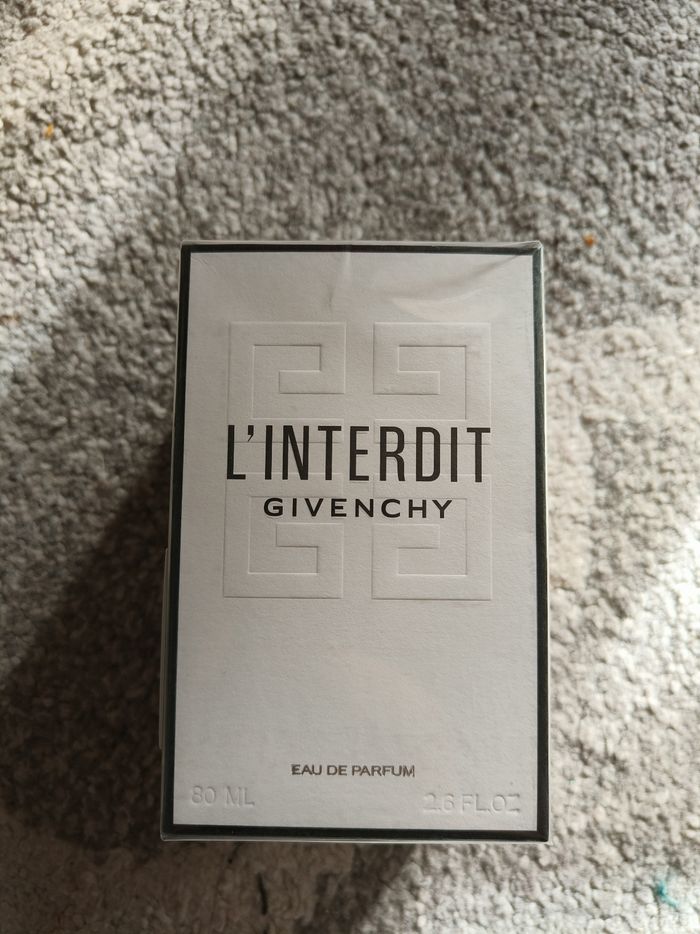 L'INTERDIT
GIVENCHY
EAU DE PARFUM
80 ML 2.6 FL.OZ